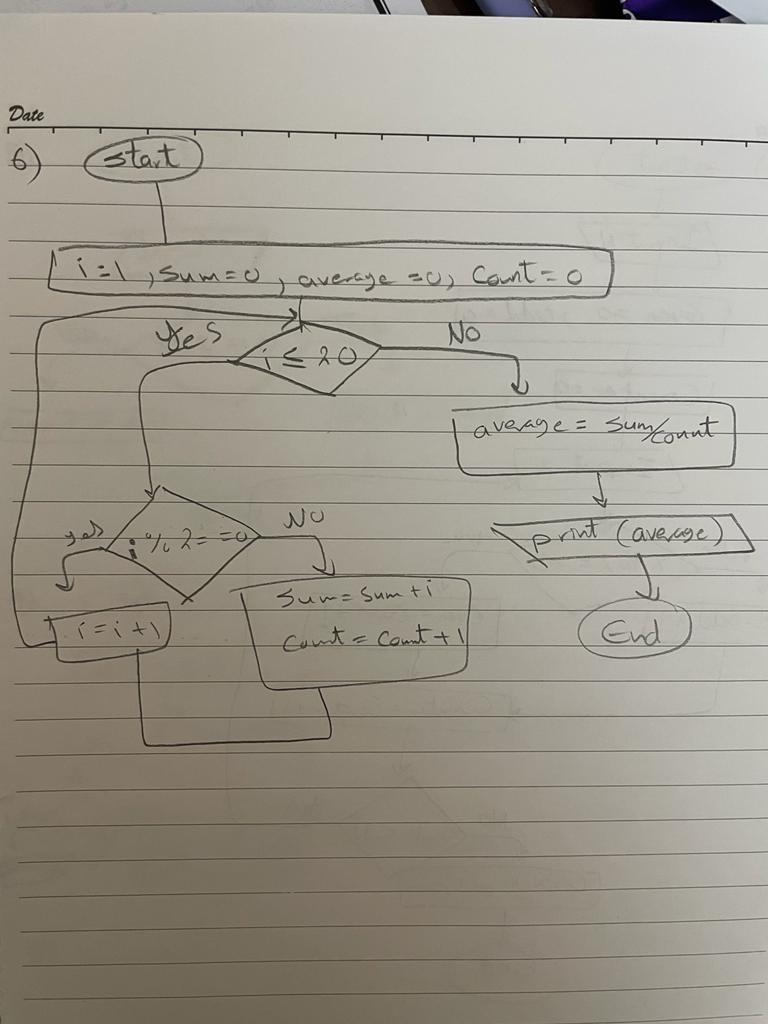 Date
6)
start
i=1, sum=0, average=0, Count=0
Yes
i ≤ 20
NO
average = sum/count
print (average)
End
yes
i % 2==0
NO
i=i+1
sum=sum+i
Count=Count+1